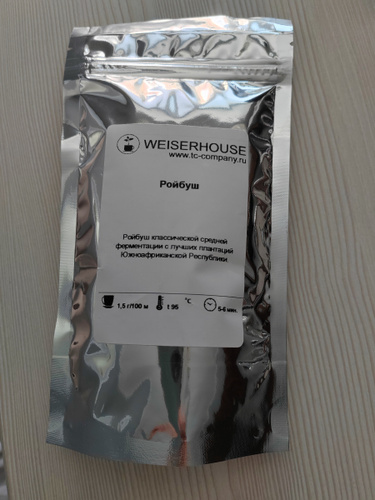 WEISERHOUSE
www.tc-company.ru
Ройбуш
Ройбуш классической средней
ферментации с лучших плантаций
Южноафриканской Республики
1,5 г/100 м t 95 °C 5-6 мин.